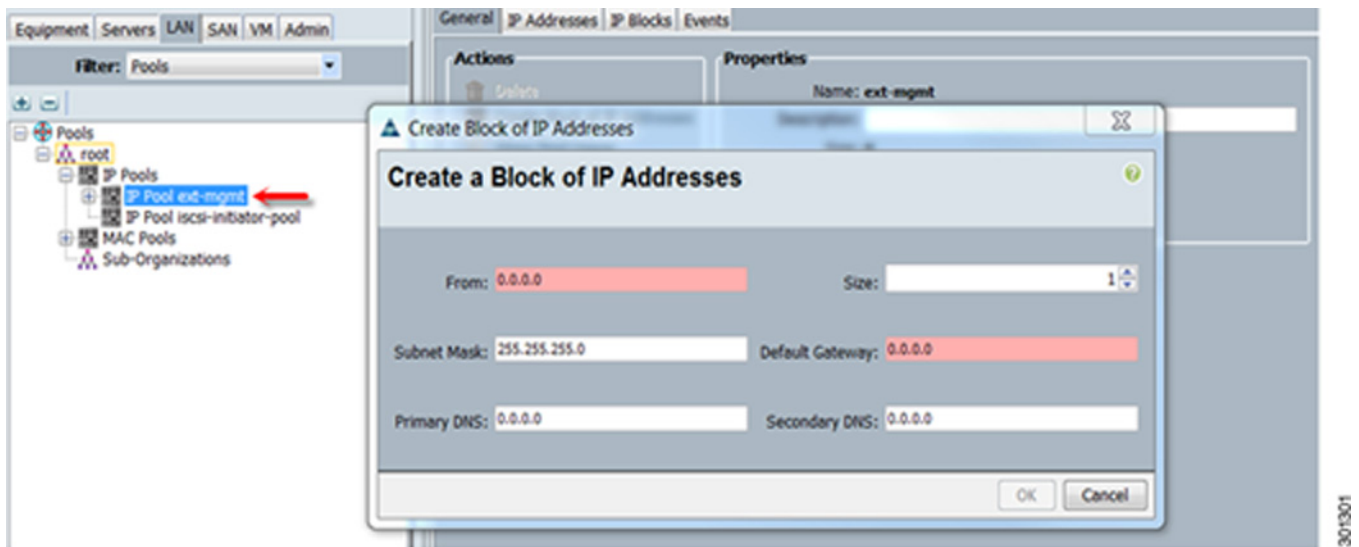 Equipment Servers LAN SAN VM Admin
Filter: Pools
Pools
root
IP Pools
IP Pool ext-mgmt
IP Pool iscsi-initiator-pool
MAC Pools
Sub-Organizations
General IP Addresses IP Blocks Events
Actions
Delete
Properties
Name: ext-mgmt
Create Block of IP Addresses
Create a Block of IP Addresses
From: 0.0.0.0
Size: 1
Subnet Mask: 255.255.255.0
Default Gateway: 0.0.0.0
Primary DNS: 0.0.0.0
Secondary DNS: 0.0.0.0
OK Cancel
301301